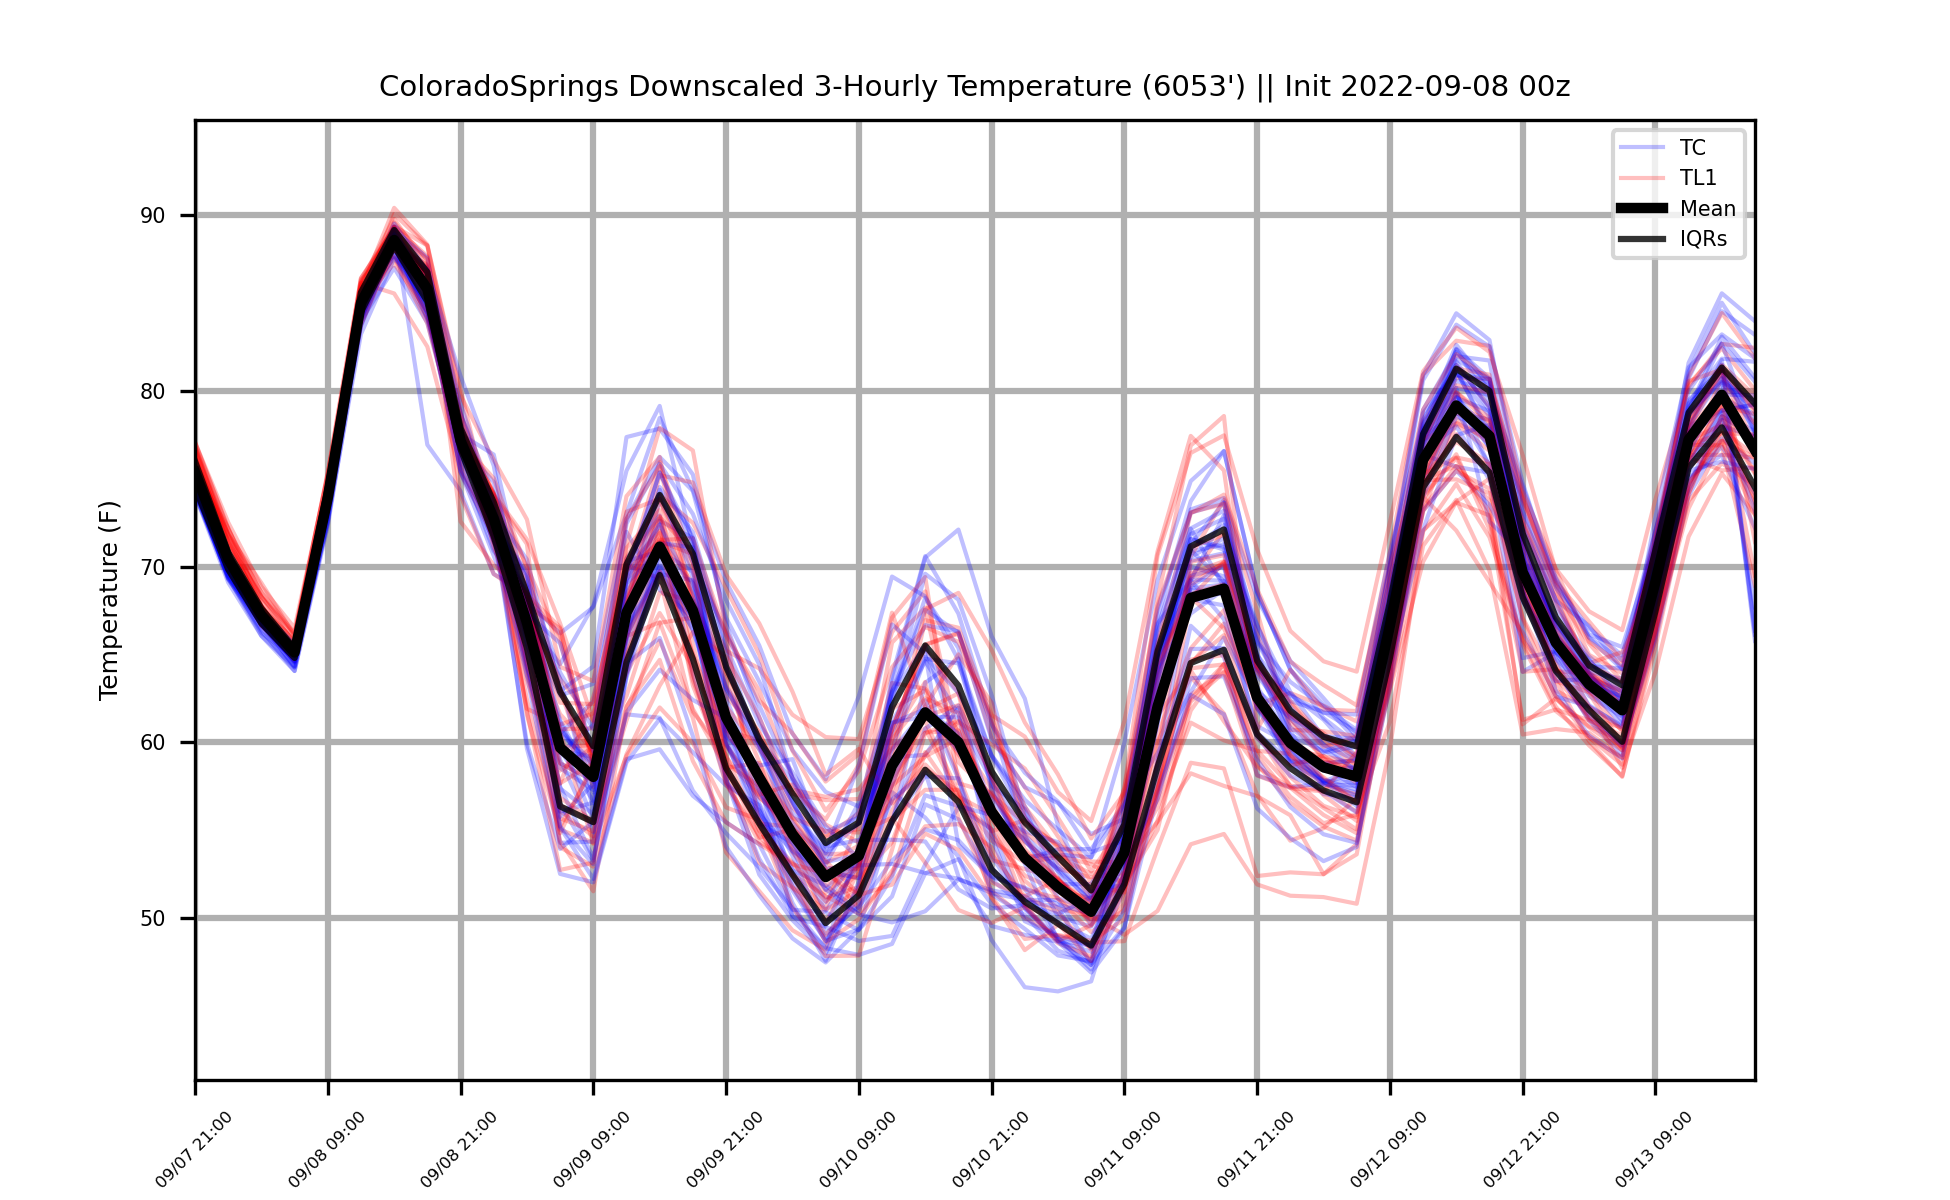 ColoradoSprings Downscaled 3-Hourly Temperature (6053') || Init 2022-09-08 00z
TC
TL1
Mean
IQRs
Temperature (F)
90
80
70
60
50
09/07 21:00
09/08 09:00
09/08 21:00
09/09 09:00
09/09 21:00
09/10 09:00
09/10 21:00
09/11 09:00
09/11 21:00
09/12 09:00
09/12 21:00
09/13 09:00